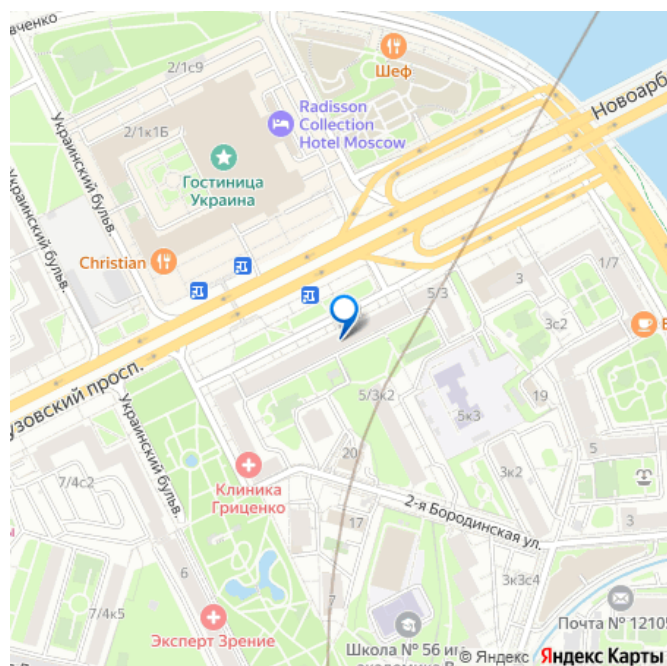 вченко
2/1с9
Шеф
Radisson
Collection
Hotel Moscow
Новоарб
2/1к1Б
Гостиница
Украина
Украинский бульв.
Украинский бульв.
Christian
1/7
3
5/3
3с2
узовский просп.
5/3к2
5к3
19
Украинский бульв.
20
5
7/4с2
3к2
Клиника
Гриценко
2-я Бородинская ул.
17
3
6
7
3к3с4
7/4к5
Эксперт Зрение
Школа № 56 им
Почта № 12105
© Яндекс Яндекс Карты